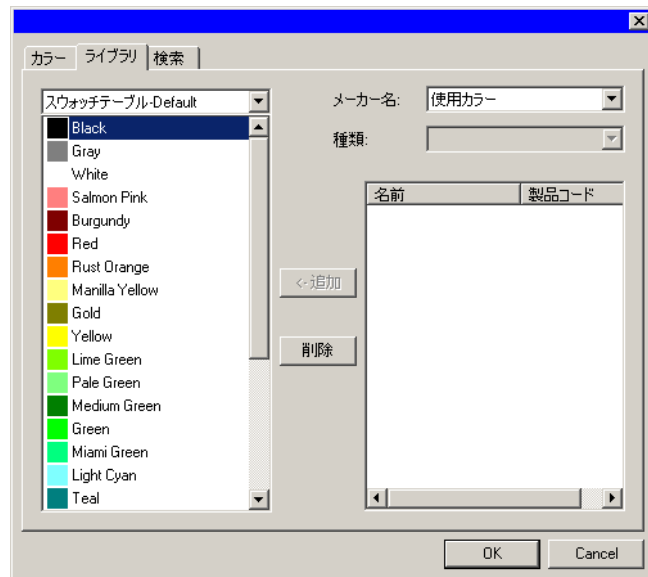 カラー ライブラリ 検索
スウォッチテーブル-Default
メーカー名: 使用カラー
種類:
Black
Gray
White
Salmon Pink
Burgundy
Red
Rust Orange
Manilla Yellow
Gold
Yellow
Lime Green
Pale Green
Medium Green
Green
Miami Green
Light Cyan
Teal
<-追加
削除
名前 製品コード
OK Cancel